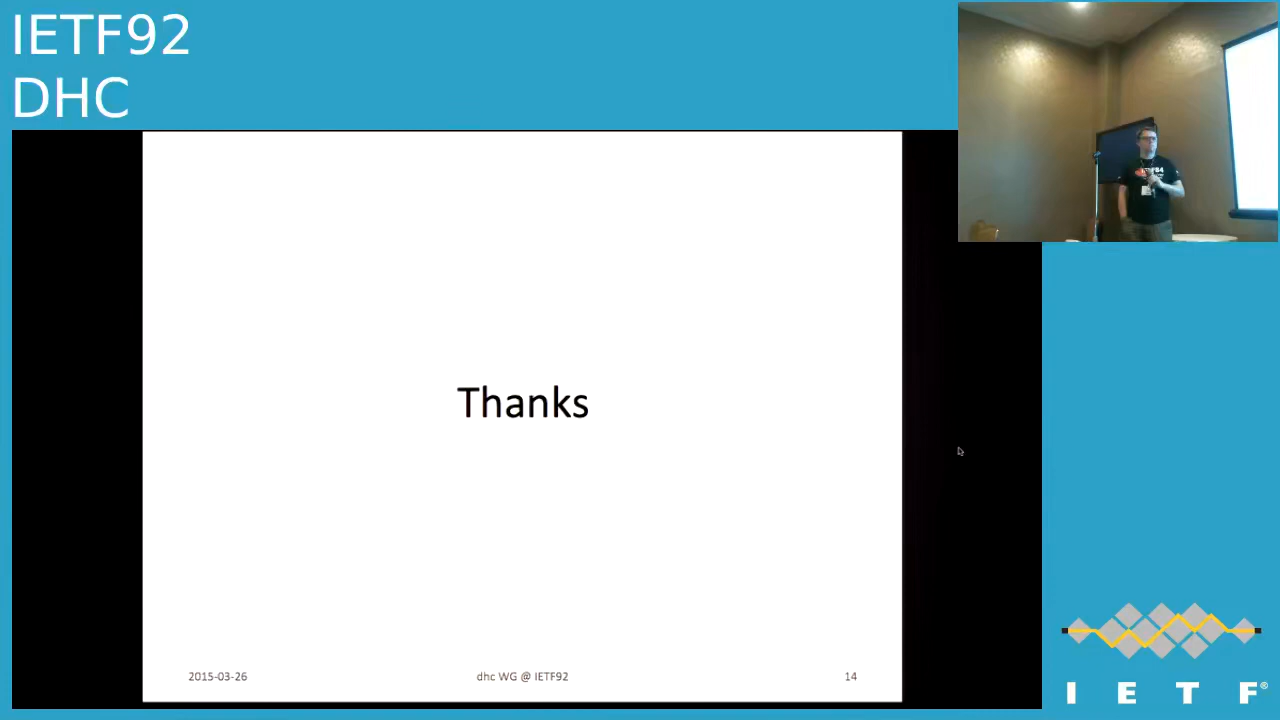 IETF92
DHC
Thanks
2015-03-26
dhc WG @ IETF92
14
I E T F®